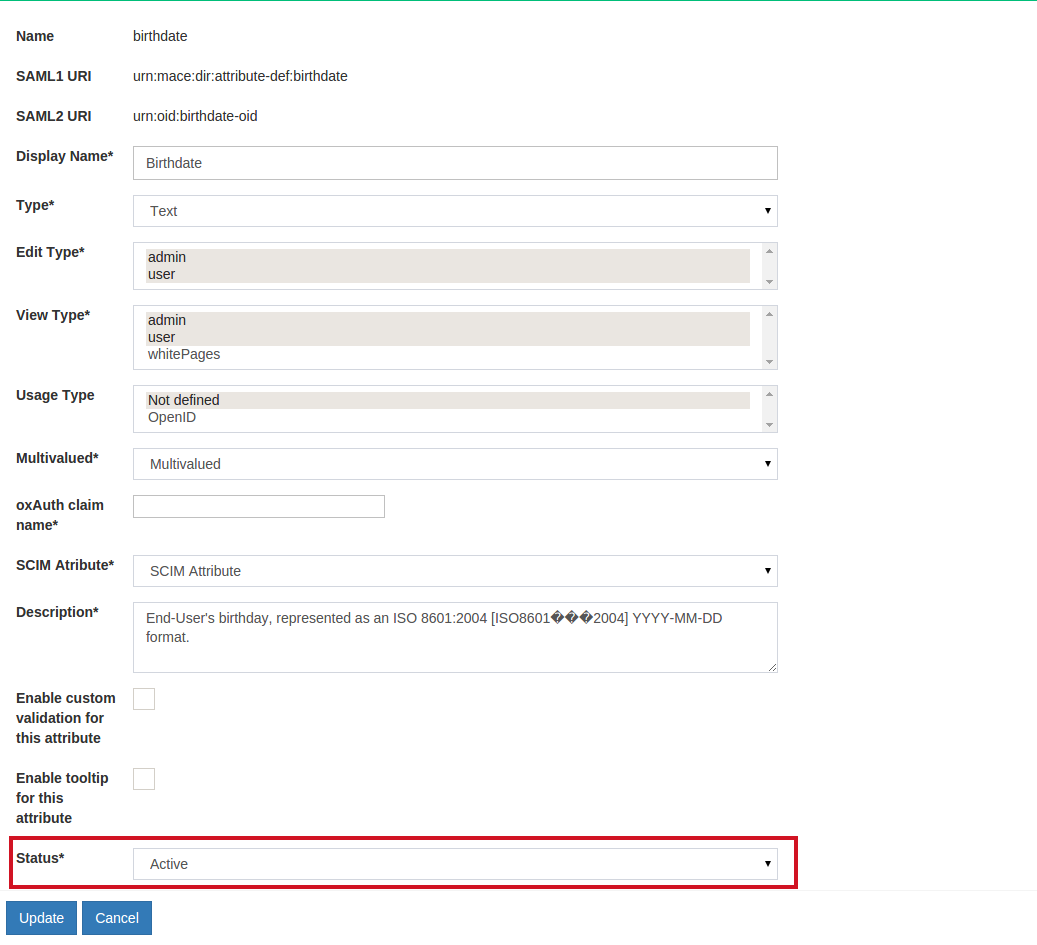 Name birthdate
SAML1 URI urn:mace:dir:attribute-def:birthdate
SAML2 URI urn:oid:birthdate-oid
Display Name* Birthdate
Type* Text
Edit Type* admin
user
View Type* admin
user
whitePages
Usage Type Not defined
OpenID
Multivalued* Multivalued
oxAuth claim
name*
SCIM Atribute* SCIM Attribute
Description* End-User's birthday, represented as an ISO 8601:2004 [ISO8601���2004] YYYY-MM-DD
format.
Enable custom
validation for
this attribute
Enable tooltip
for this
attribute
Status* Active
Update Cancel